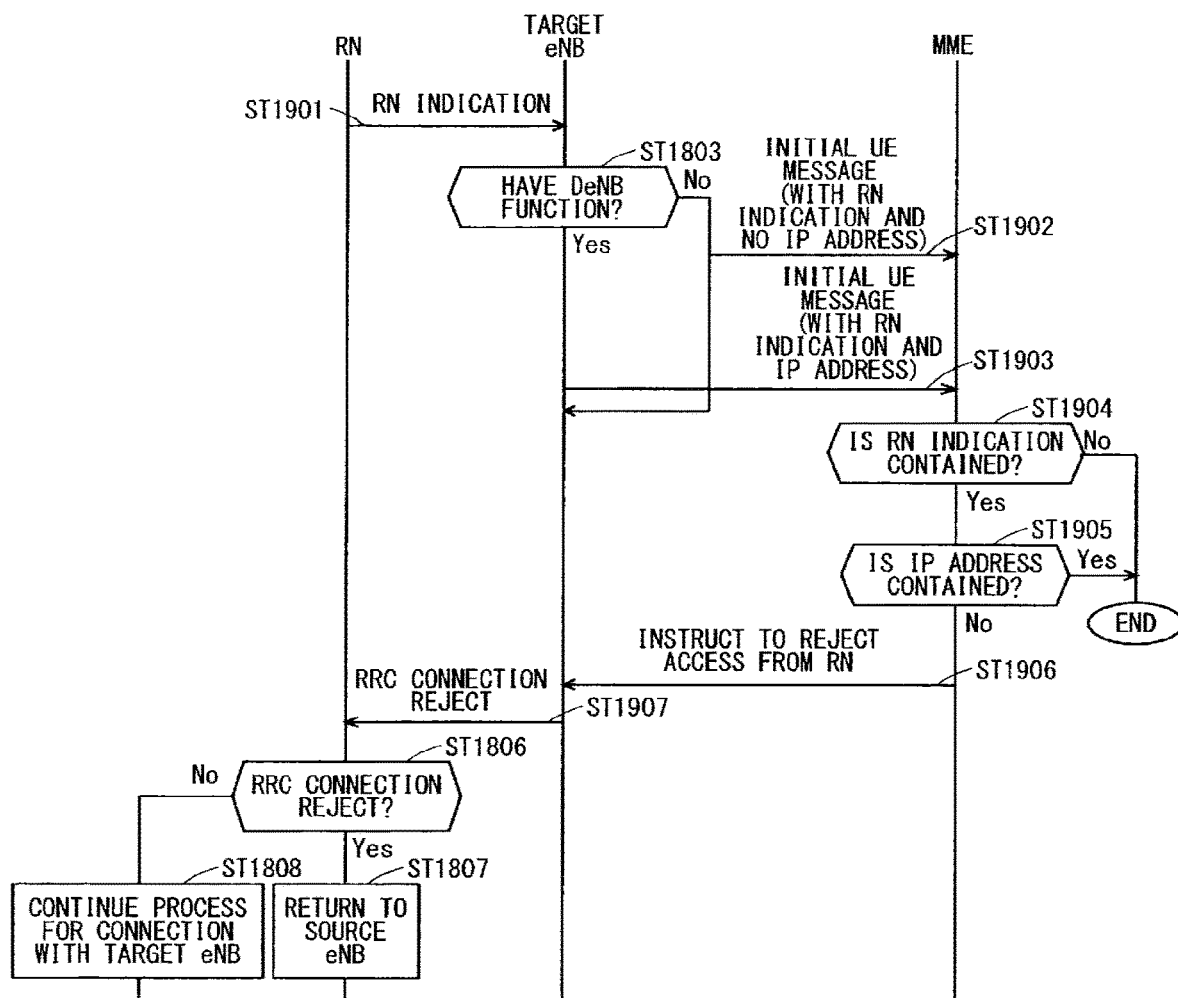 RN
TARGET
eNB
MME
ST1901
RN INDICATION
ST1803
HAVE DeNB
FUNCTION?
No
Yes
INITIAL UE
MESSAGE
(WITH RN
INDICATION AND
NO IP ADDRESS)
ST1902
INITIAL UE
MESSAGE
(WITH RN
INDICATION AND
IP ADDRESS)
ST1903
ST1904
IS RN INDICATION
CONTAINED?
No
Yes
ST1905
IS IP ADDRESS
CONTAINED?
Yes
No
END
INSTRUCT TO REJECT
ACCESS FROM RN
ST1906
RRC CONNECTION
REJECT
ST1907
ST1806
RRC CONNECTION
REJECT?
No
Yes
ST1808
CONTINUE PROCESS
FOR CONNECTION
WITH TARGET eNB
ST1807
RETURN TO
SOURCE
eNB